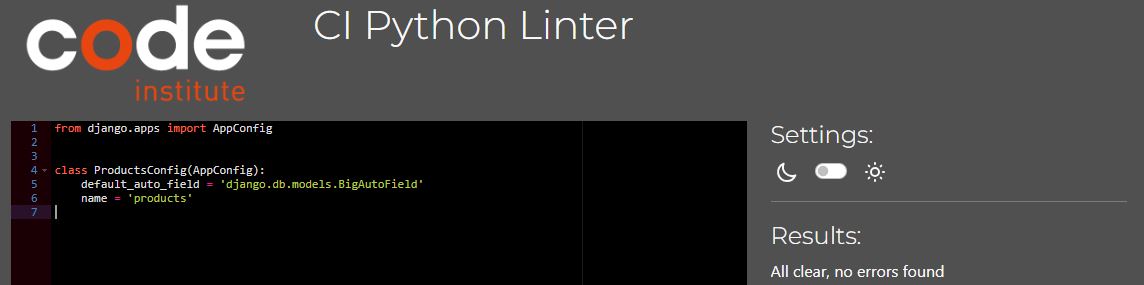 code
institute
CI Python Linter
1 from django.apps import AppConfig
2
3
4 class ProductsConfig(AppConfig):
5     default_auto_field = 'django.db.models.BigAutoField'
6     name = 'products'
7
Settings:
Results:
All clear, no errors found